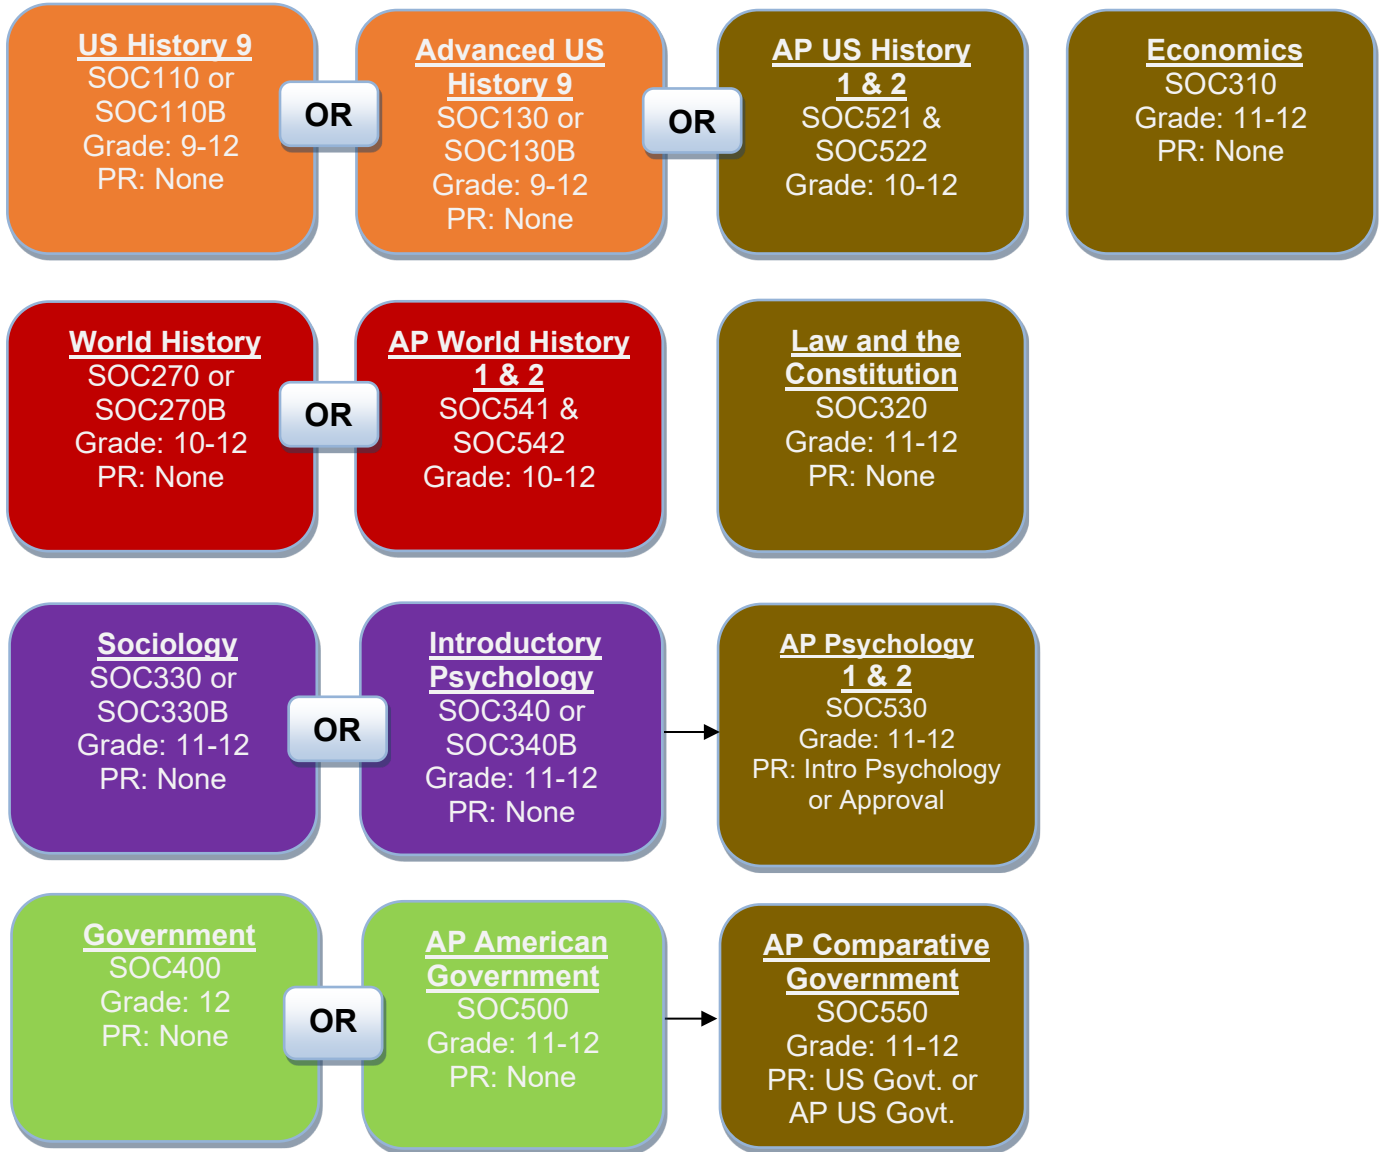 US History 9
SOC110 or
SOC110B
Grade: 9-12
PR: None
OR
Advanced US
History 9
SOC130 or
SOC130B
Grade: 9-12
PR: None
OR
AP US History
1 & 2
SOC521 &
SOC522
Grade: 10-12
Economics
SOC310
Grade: 11-12
PR: None
World History
SOC270 or
SOC270B
Grade: 10-12
PR: None
OR
AP World History
1 & 2
SOC541 &
SOC542
Grade: 10-12
Law and the
Constitution
SOC320
Grade: 11-12
PR: None
Sociology
SOC330 or
SOC330B
Grade: 11-12
PR: None
OR
Introductory
Psychology
SOC340 or
SOC340B
Grade: 11-12
PR: None
AP Psychology
1 & 2
SOC530
Grade: 11-12
PR: Intro Psychology
or Approval
Government
SOC400
Grade: 12
PR: None
OR
AP American
Government
SOC500
Grade: 11-12
PR: None
AP Comparative
Government
SOC550
Grade: 11-12
PR: US Govt. or
AP US Govt.